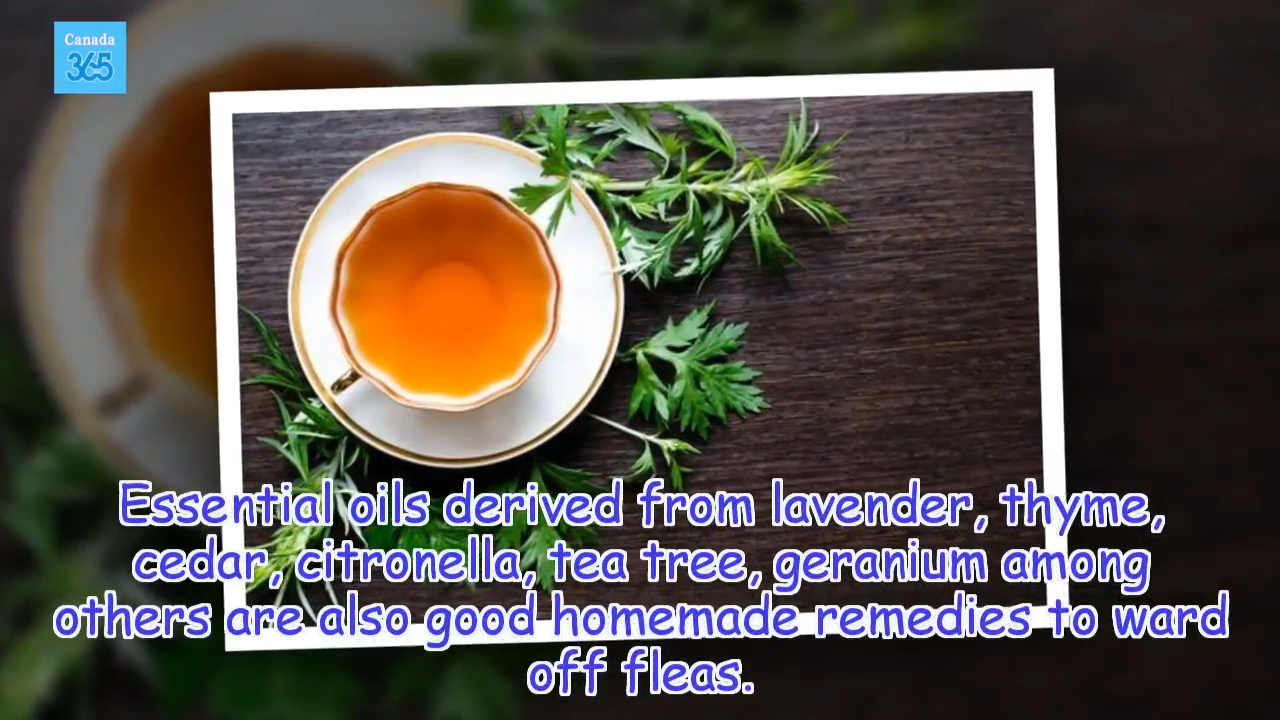 Canada
365
Essential oils derived from lavender, thyme,
cedar, citronella, tea tree, geranium among
others are also good homemade remedies to ward
off fleas.